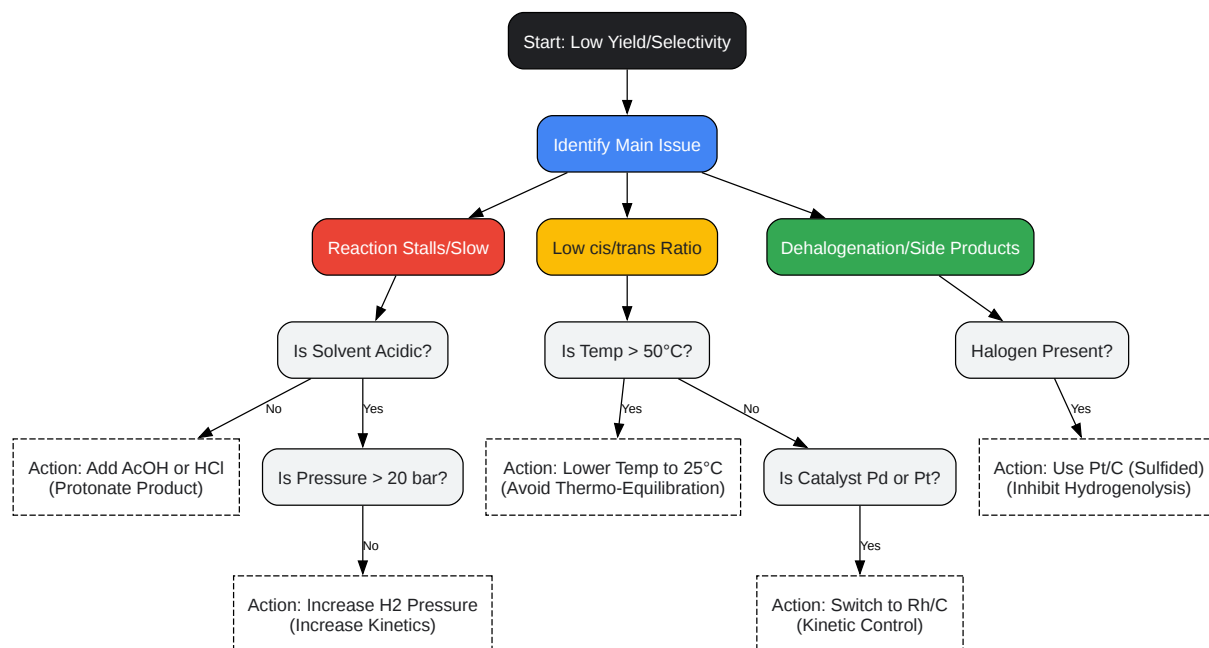 Start: Low Yield/Selectivity
Identify Main Issue
Reaction Stalls/Slow
Low cis/trans Ratio
Dehalogenation/Side Products
Is Solvent Acidic?
Is Temp > 50°C?
Halogen Present?
No
Yes
Yes
No
Yes
Action: Add AcOH or HCl
(Protonate Product)
Is Pressure > 20 bar?
Action: Lower Temp to 25°C
(Avoid Thermo-Equilibration)
Is Catalyst Pd or Pt?
Action: Use Pt/C (Sulfided)
(Inhibit Hydrogenolysis)
No
Yes
Action: Increase H2 Pressure
(Increase Kinetics)
Action: Switch to Rh/C
(Kinetic Control)